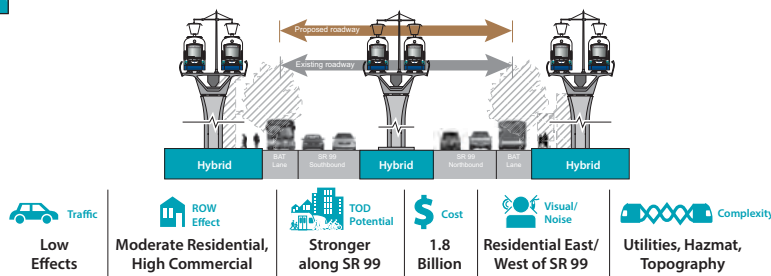 Proposed roadway
Existing roadway
Hybrid
BAT
Lane
SR 99
Southbound
Hybrid
SR 99
Northbound
BAT
Lane
Hybrid
Traffic
Low
Effects
ROW
Effect
Moderate Residential,
High Commercial
TOD
Potential
Stronger
along SR 99
$ Cost
1.8
Billion
Visual/
Noise
Residential East/
West of SR 99
Complexity
Utilities, Hazmat,
Topography